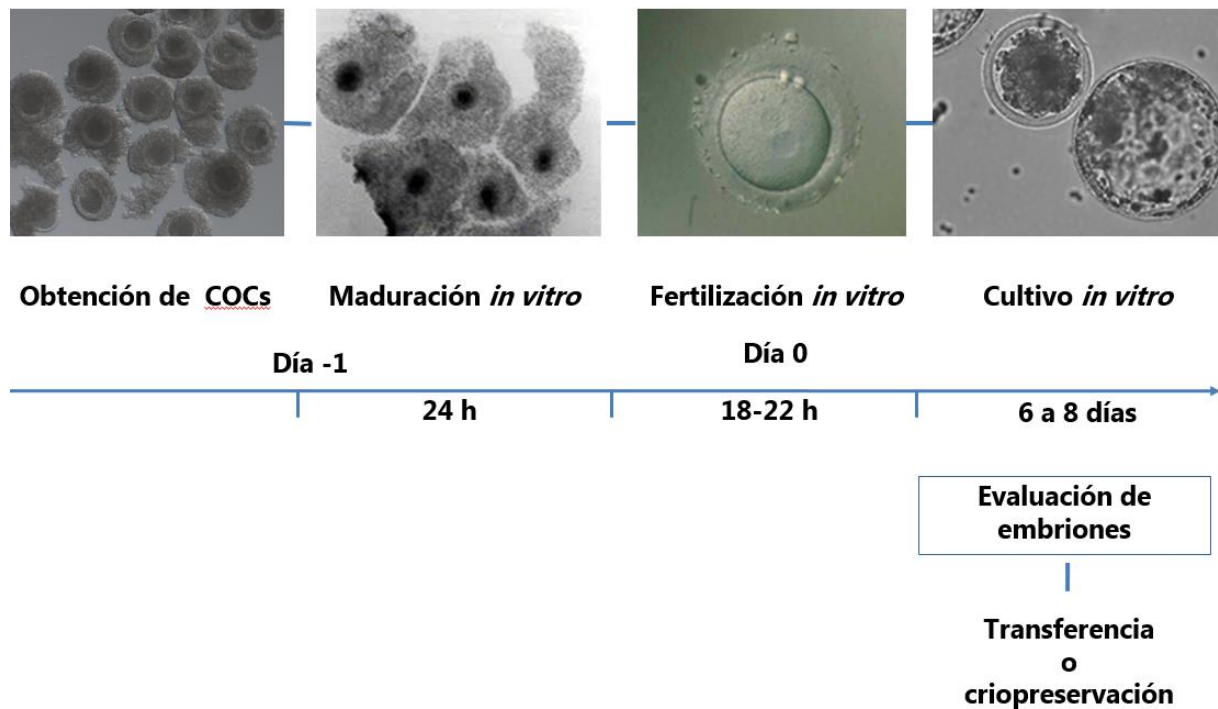 Obtención de COCs
Maduración in vitro
Fertilización in vitro
Cultivo in vitro
Día -1
Día 0
24 h
18-22 h
6 a 8 días
Evaluación de
embriones
Transferencia
o
criopreservación